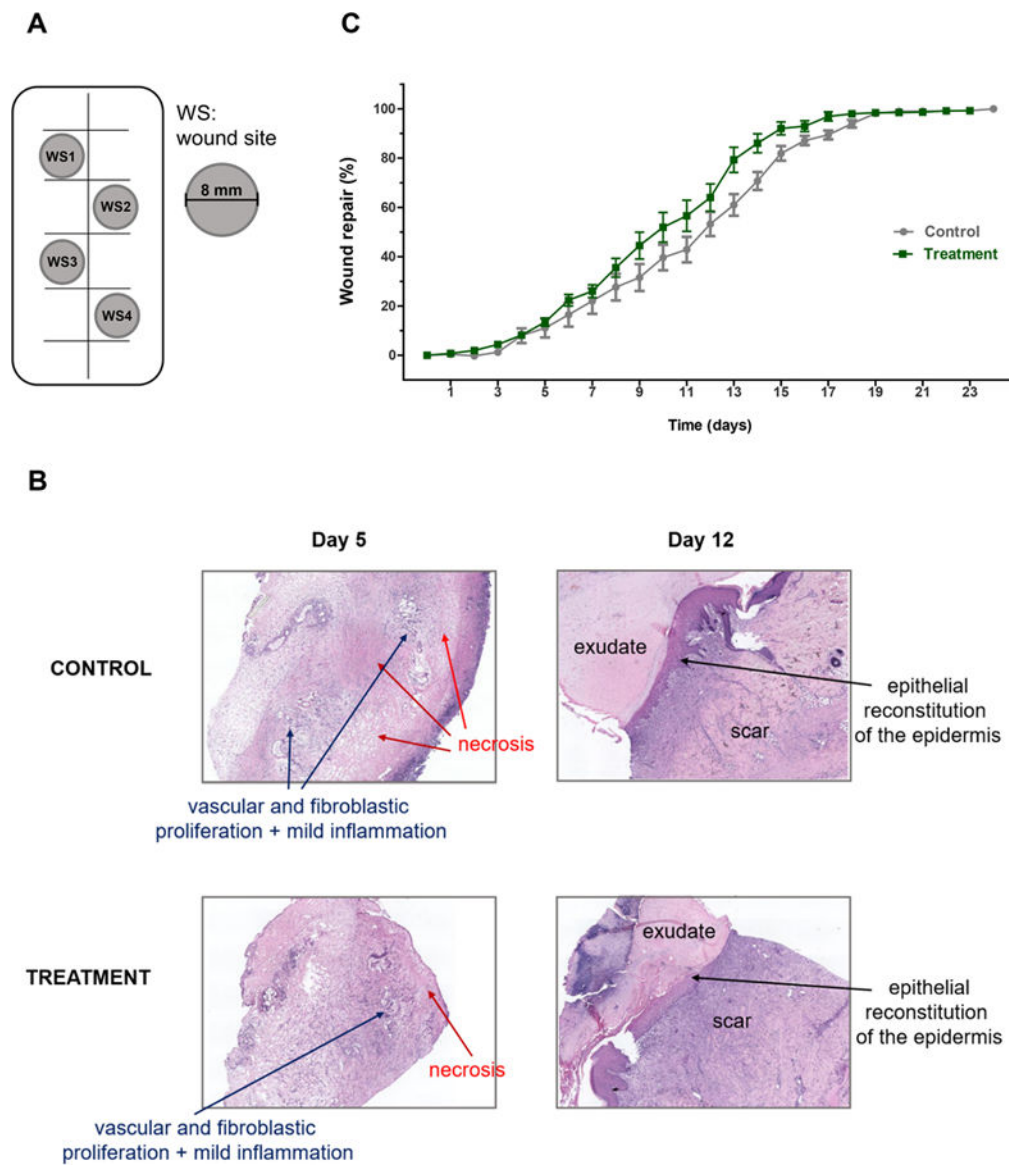 A
WS:
wound site
8 mm
WS1
WS2
WS3
WS4
C
Wound repair (%)
100
80
60
40
20
0
1 3 5 7 9 11 13 15 17 19 21 23
Time (days)
Control
Treatment
B
Day 5 Day 12
CONTROL
necrosis
vascular and fibroblastic
proliferation + mild inflammation
exudate
scar
epithelial
reconstitution
of the epidermis
TREATMENT
necrosis
vascular and fibroblastic
proliferation + mild inflammation
exudate
scar
epithelial
reconstitution
of the epidermis